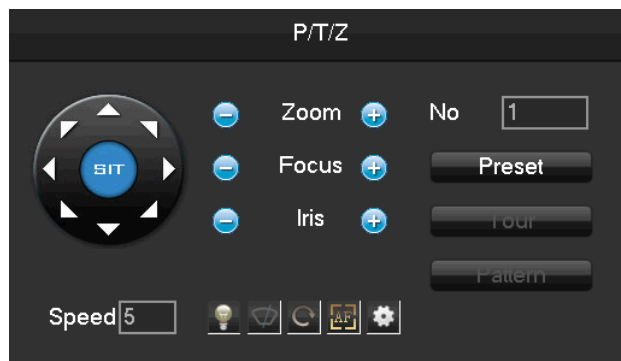 P/T/Z
SIT
Zoom
No 1
Focus
Preset
Iris
Tour
Pattern
Speed 5
AF